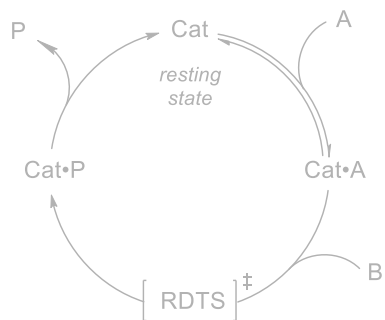 P
Cat
A
resting
state
Cat•P
Cat•A
B
[ RDTS ]‡